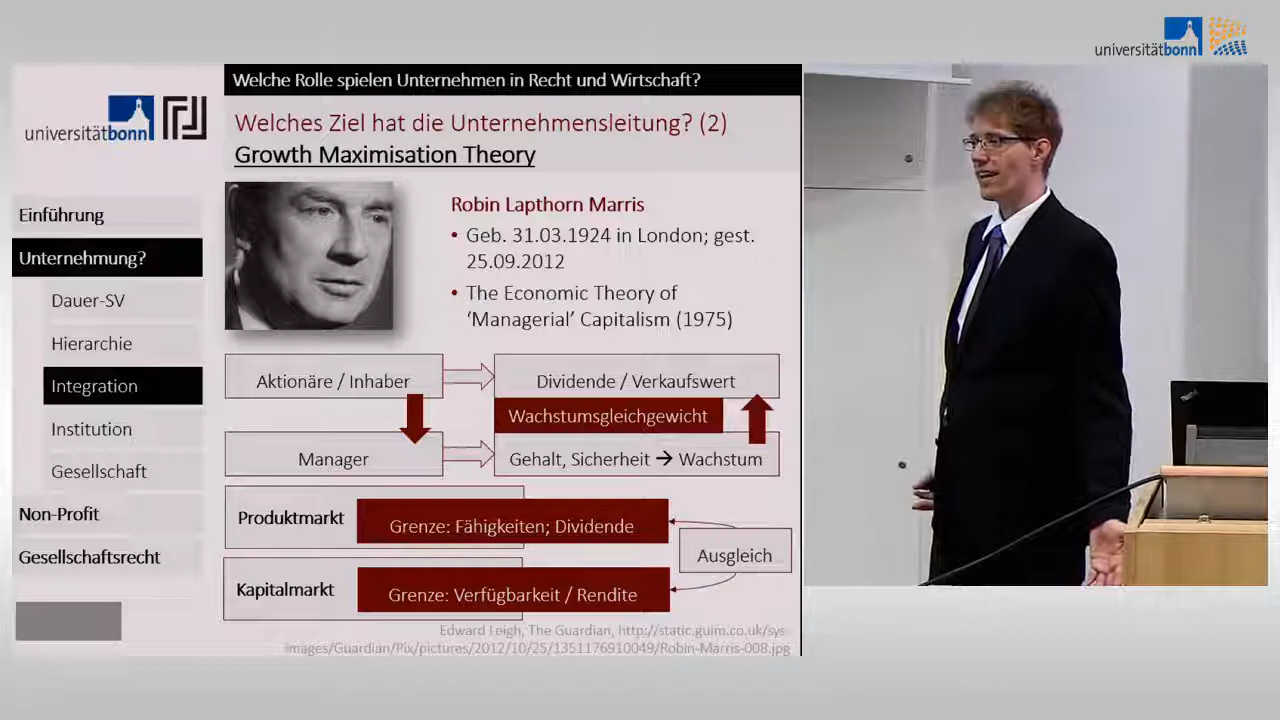 universitätbonn
Welche Rolle spielen Unternehmen in Recht und Wirtschaft?
universitätbonn
Welches Ziel hat die Unternehmensleitung? (2)
Growth Maximisation Theory
Einführung
Unternehmung?
Dauer-SV
Hierarchie
Integration
Institution
Gesellschaft
Non-Profit
Gesellschaftsrecht
Robin Lapthorn Marris
• Geb. 31.03.1924 in London; gest.
25.09.2012
• The Economic Theory of
‘Managerial’ Capitalism (1975)
Aktionäre / Inhaber
Dividende / Verkaufswert
Wachstumsgleichgewicht
Manager
Gehalt, Sicherheit → Wachstum
Produktmarkt
Grenze: Fähigkeiten; Dividende
Ausgleich
Kapitalmarkt
Grenze: Verfügbarkeit / Rendite
Edward Leigh, The Guardian, http://static.guim.co.uk/sys-
images/Guardian/Pix/pictures/2012/10/25/1351176910049/Robin-Marris-008.jpg